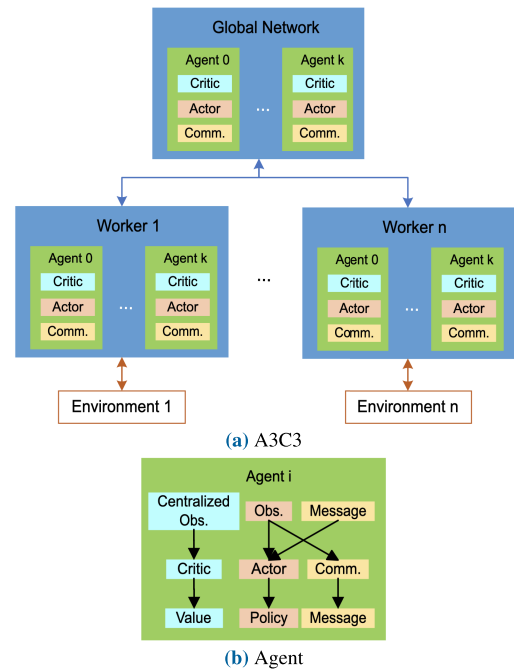 Global Network
Agent 0 Agent k
Critic Critic
Actor ... Actor
Comm. Comm.
Worker 1 Worker n
Agent 0 Agent k Agent 0 Agent k
Critic Critic ... Critic Critic
Actor ... Actor Actor ... Actor
Comm. Comm. Comm. Comm.
Environment 1 Environment n
(a) A3C3
Agent i
Centralized
Obs. Obs. Message
Critic Actor Comm.
Value Policy Message
(b) Agent